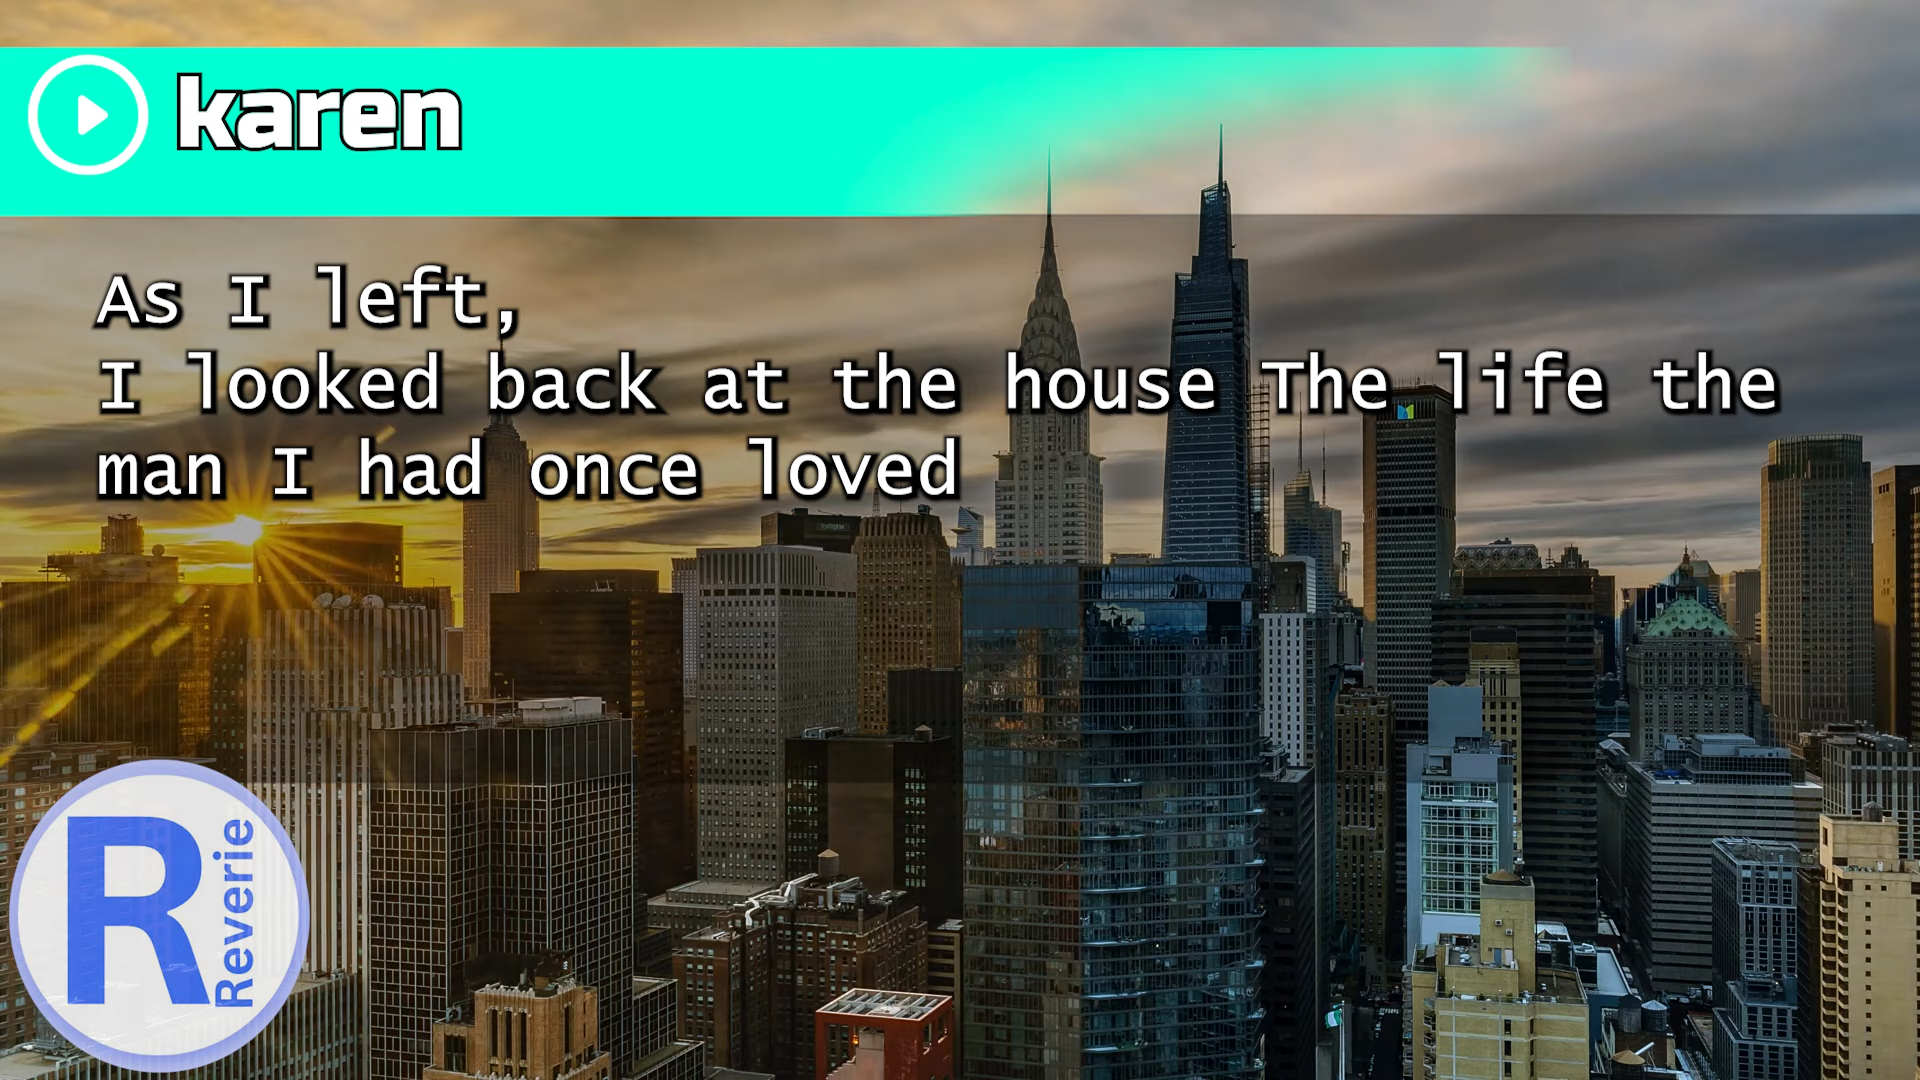 karen
As I left,
I looked back at the house The life the
man I had once loved
R
Reverie